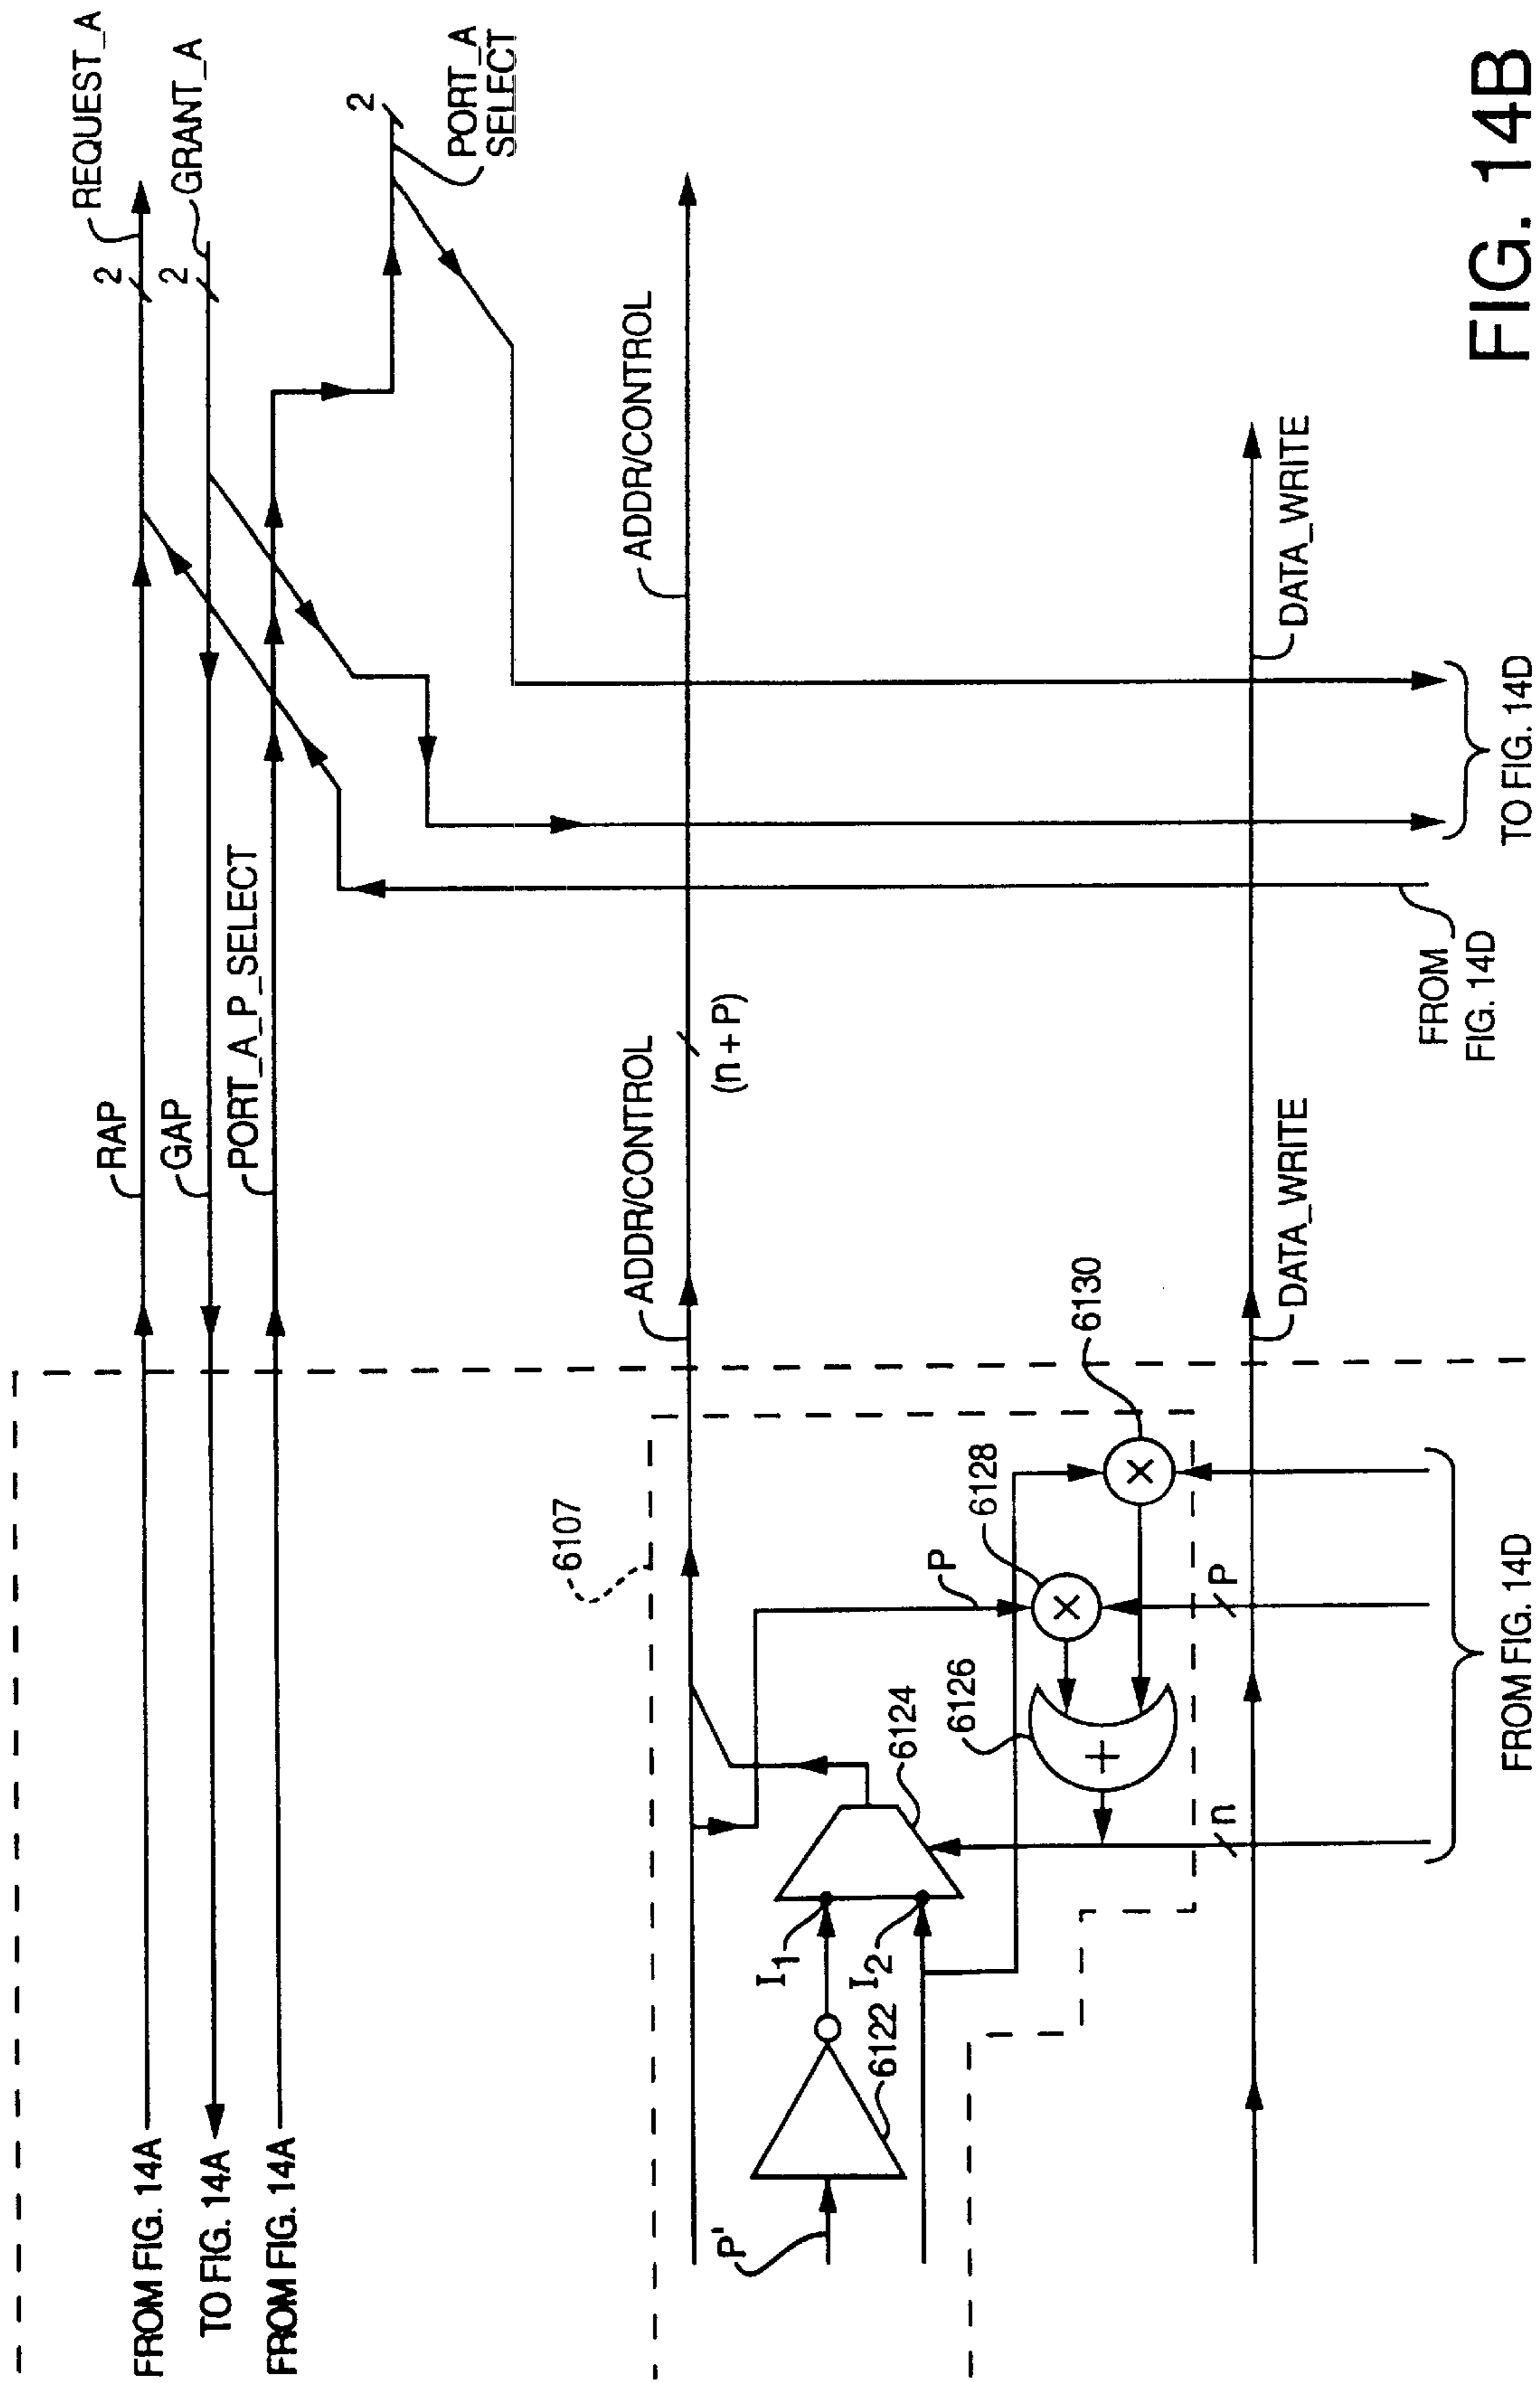 REQUEST_A
2
GRANT_A
2
2
PORT_A
SELECT
RAP
GAP
PORT_A_P_SELECT
FROM FIG. 14A
TO FIG. 14A
FROM FIG. 14A
ADDR/CONTROL
ADDR/CONTROL
(n + P)
6107
P'
6122
I1
I2
6124
6126
P
6128
6130
n
P
DATA_WRITE
DATA_WRITE
FROM FIG. 14D
FROM
FIG. 14D
TO FIG. 14D
FIG. 14B